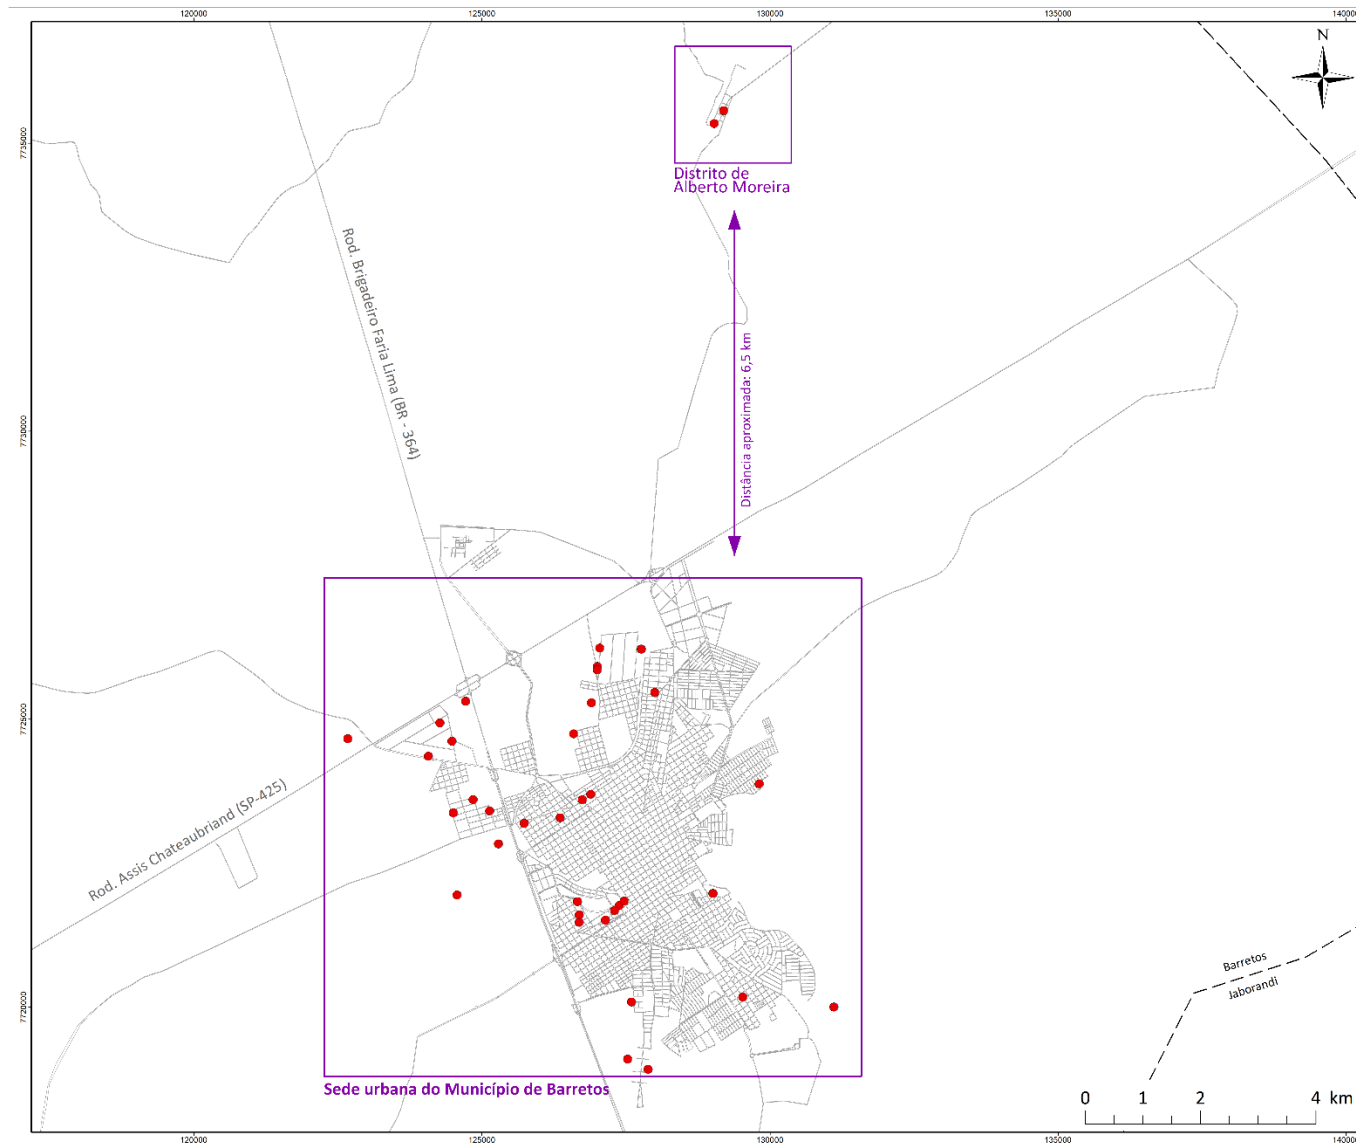 120000
125000
130000
135000
140000
N
7735000
7730000
7725000
7720000
Distrito de
Alberto Moreira
Distância aproximada: 6,5 km
Rod. Brigadeiro Faria Lima (BR - 364)
Rod. Assis Chateaubriand (SP-425)
Sede urbana do Município de Barretos
Barretos
Jaborandi
0 1 2 4 km
120000
125000
130000
135000
140000